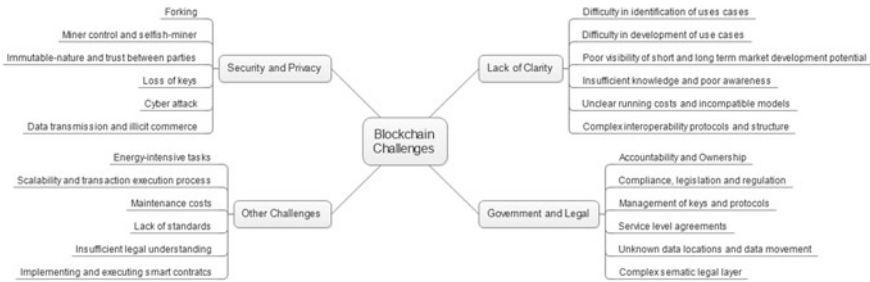 Forking
Miner control and selfish-miner
Immutable-nature and trust between parties
Loss of keys
Cyber attack
Data transmission and illicit commerce
Security and Privacy
Energy-intensive tasks
Scalability and transaction execution process
Maintenance costs
Lack of standards
Insufficient legal understanding
Implementing and executing smart contratcs
Other Challenges
Blockchain
Challenges
Lack of Clarity
Difficulty in identification of uses cases
Difficulty in development of use cases
Poor visibility of short and long term market development potential
Insufficient knowledge and poor awareness
Unclear running costs and incompatible models
Complex interoperability protocols and structure
Government and Legal
Accountability and Ownership
Compliance, legislation and regulation
Management of keys and protocols
Service level agreements
Unknown data locations and data movement
Complex sematic legal layer